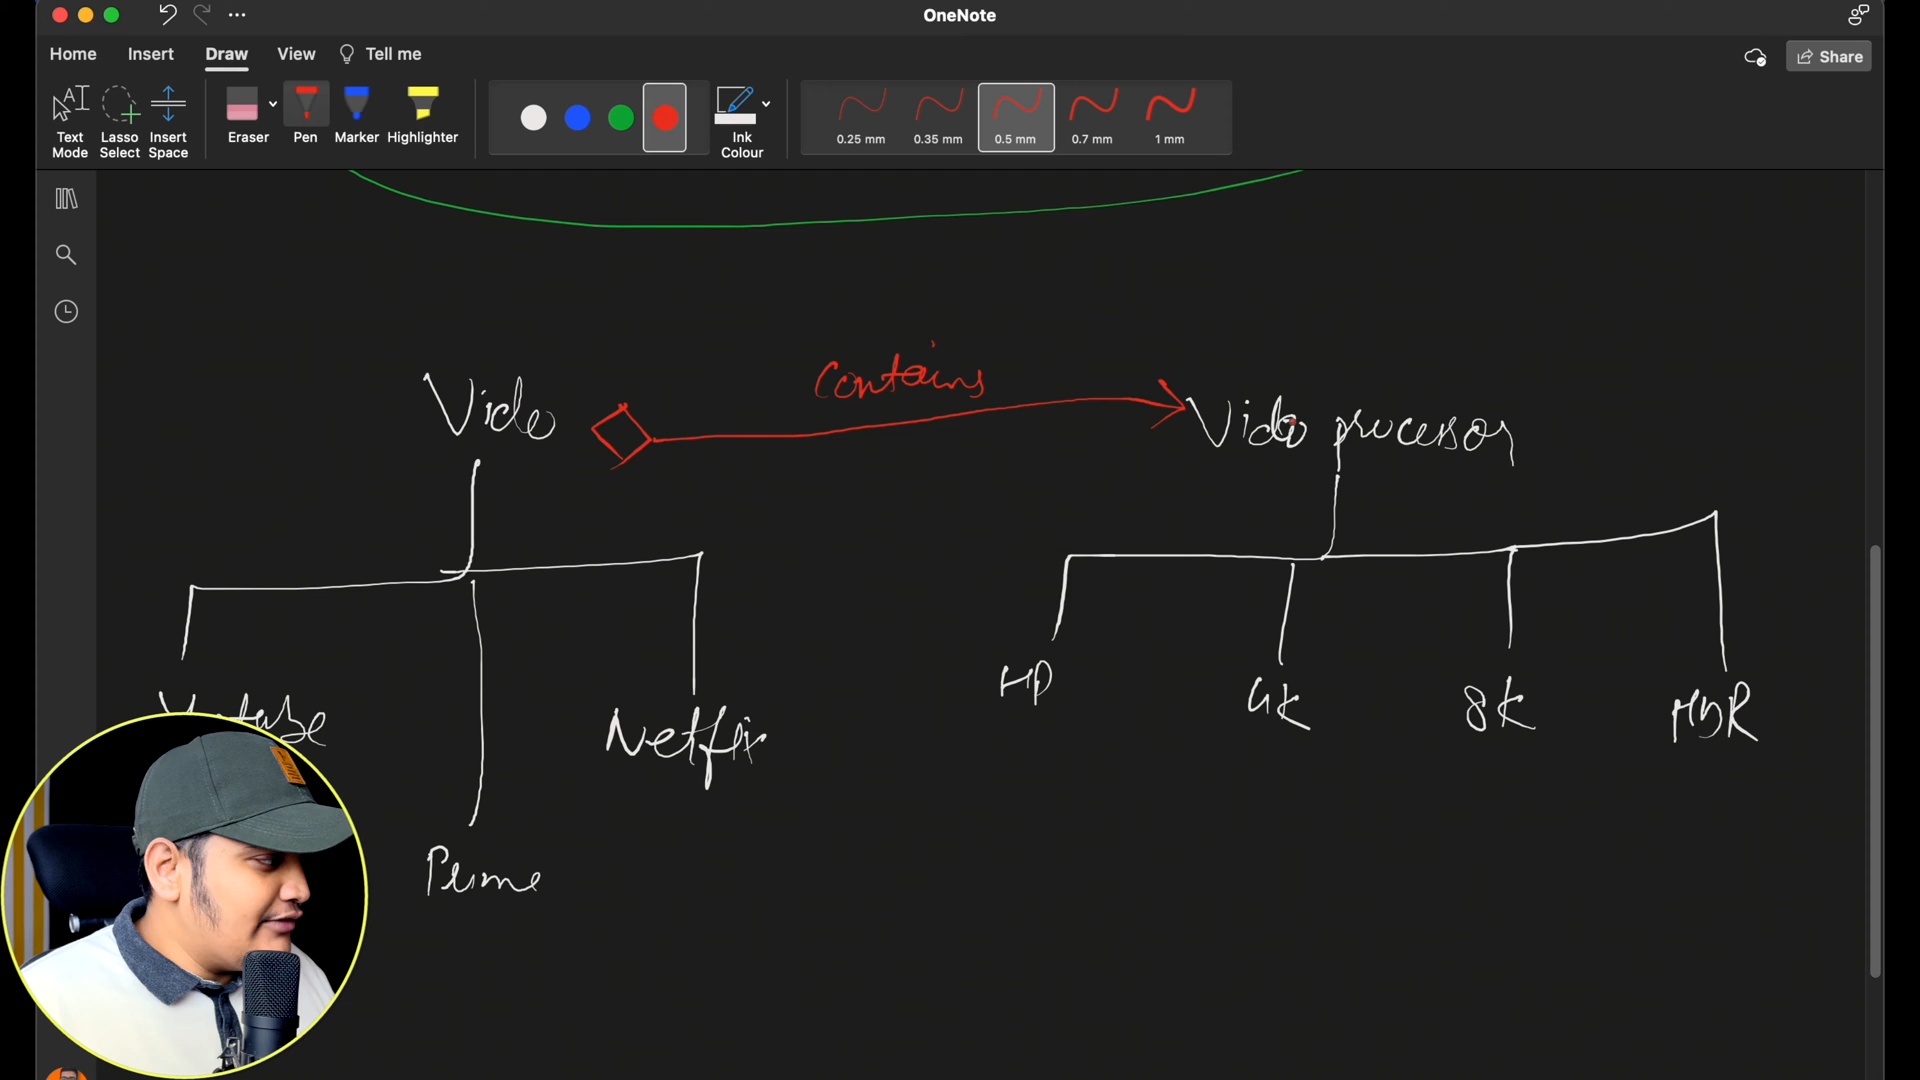 OneNote
Home Insert Draw View Tell me
Share
Text Mode
Lasso Select
Insert Space
Eraser
Pen
Marker
Highlighter
Ink Colour
0.25 mm
0.35 mm
0.5 mm
0.7 mm
1 mm
contains
Video
Video processor
HD
4K
8K
HDR
Youtube
Netflix
Prime